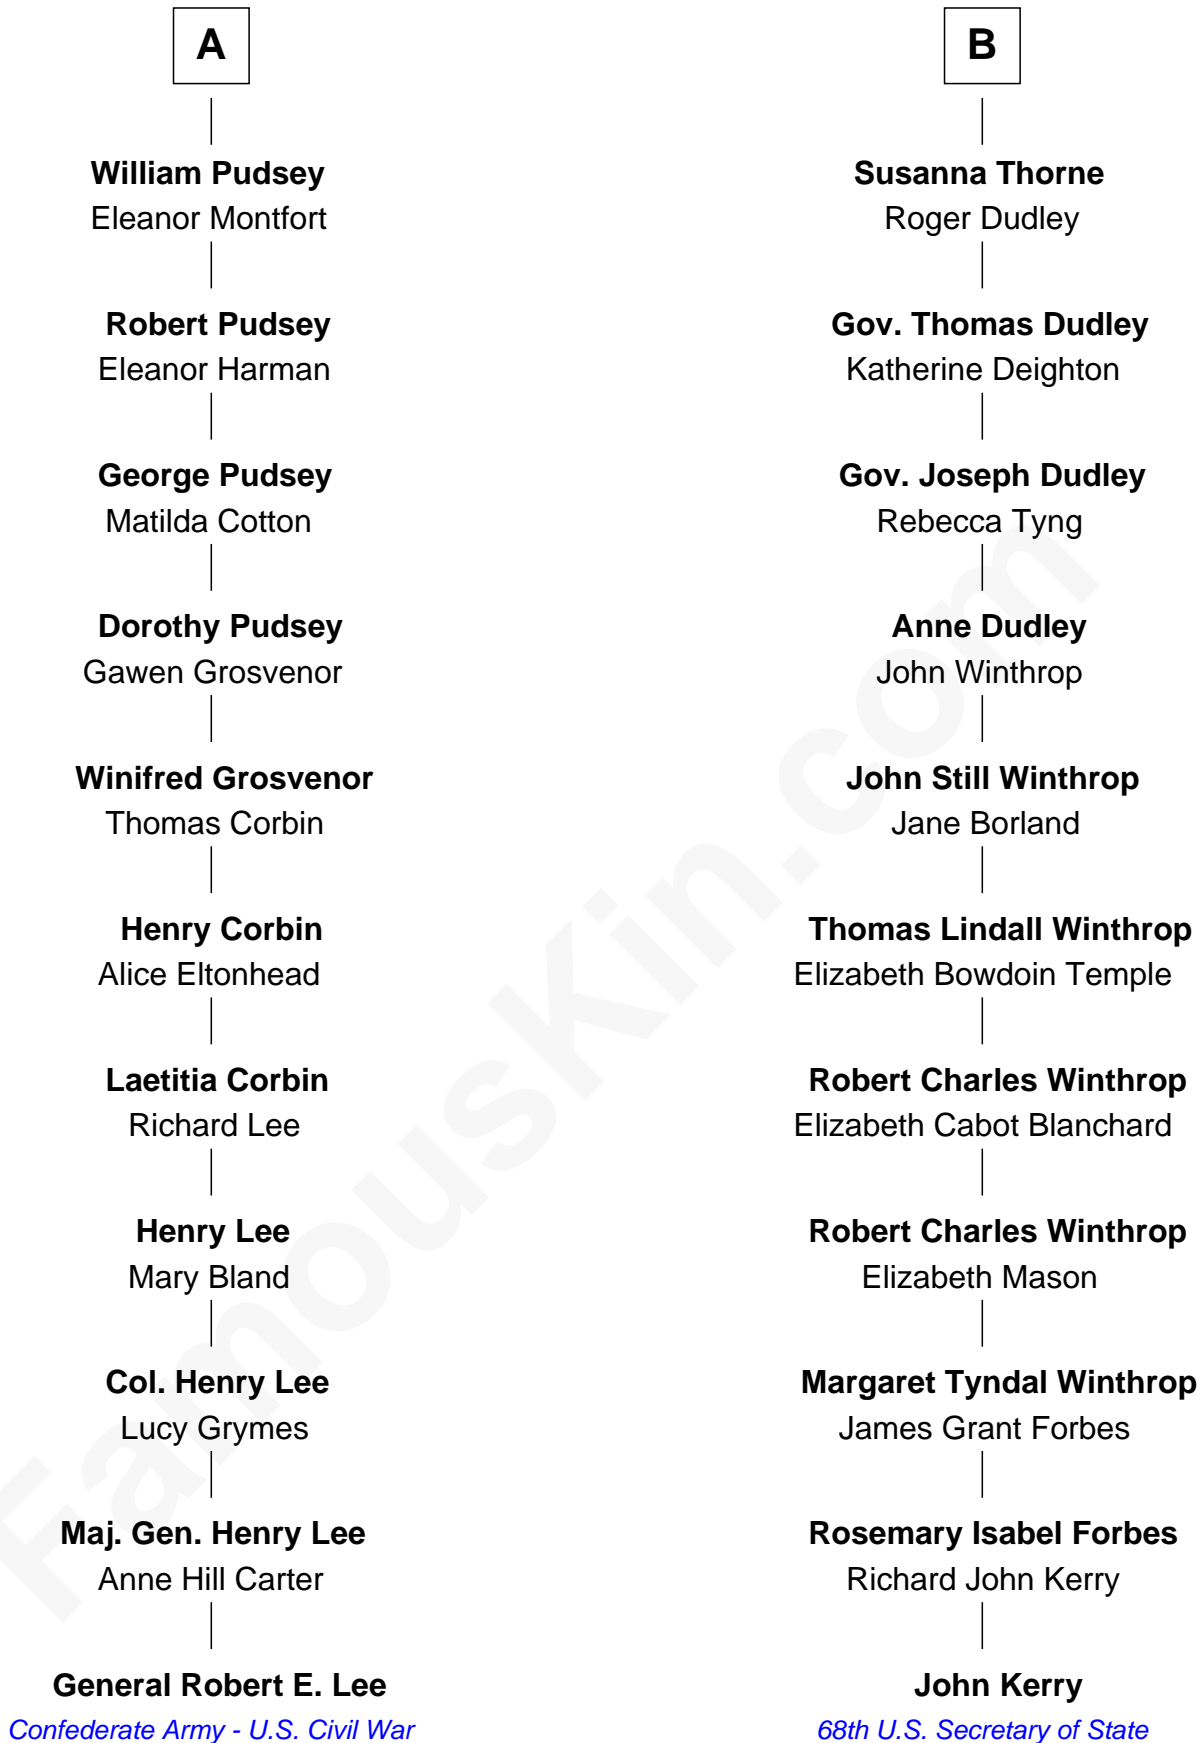 A
William Pudsey
Eleanor Montfort
Robert Pudsey
Eleanor Harman
George Pudsey
Matilda Cotton
Dorothy Pudsey
Gawen Grosvenor
Winifred Grosvenor
Thomas Corbin
Henry Corbin
Alice Eltonhead
Laetitia Corbin
Richard Lee
Henry Lee
Mary Bland
Col. Henry Lee
Lucy Grymes
Maj. Gen. Henry Lee
Anne Hill Carter
General Robert E. Lee
Confederate Army - U.S. Civil War
B
Susanna Thorne
Roger Dudley
Gov. Thomas Dudley
Katherine Deighton
Gov. Joseph Dudley
Rebecca Tyng
Anne Dudley
John Winthrop
John Still Winthrop
Jane Borland
Thomas Lindall Winthrop
Elizabeth Bowdoin Temple
Robert Charles Winthrop
Elizabeth Cabot Blanchard
Robert Charles Winthrop
Elizabeth Mason
Margaret Tyndal Winthrop
James Grant Forbes
Rosemary Isabel Forbes
Richard John Kerry
John Kerry
68th U.S. Secretary of State
FamousKin.com